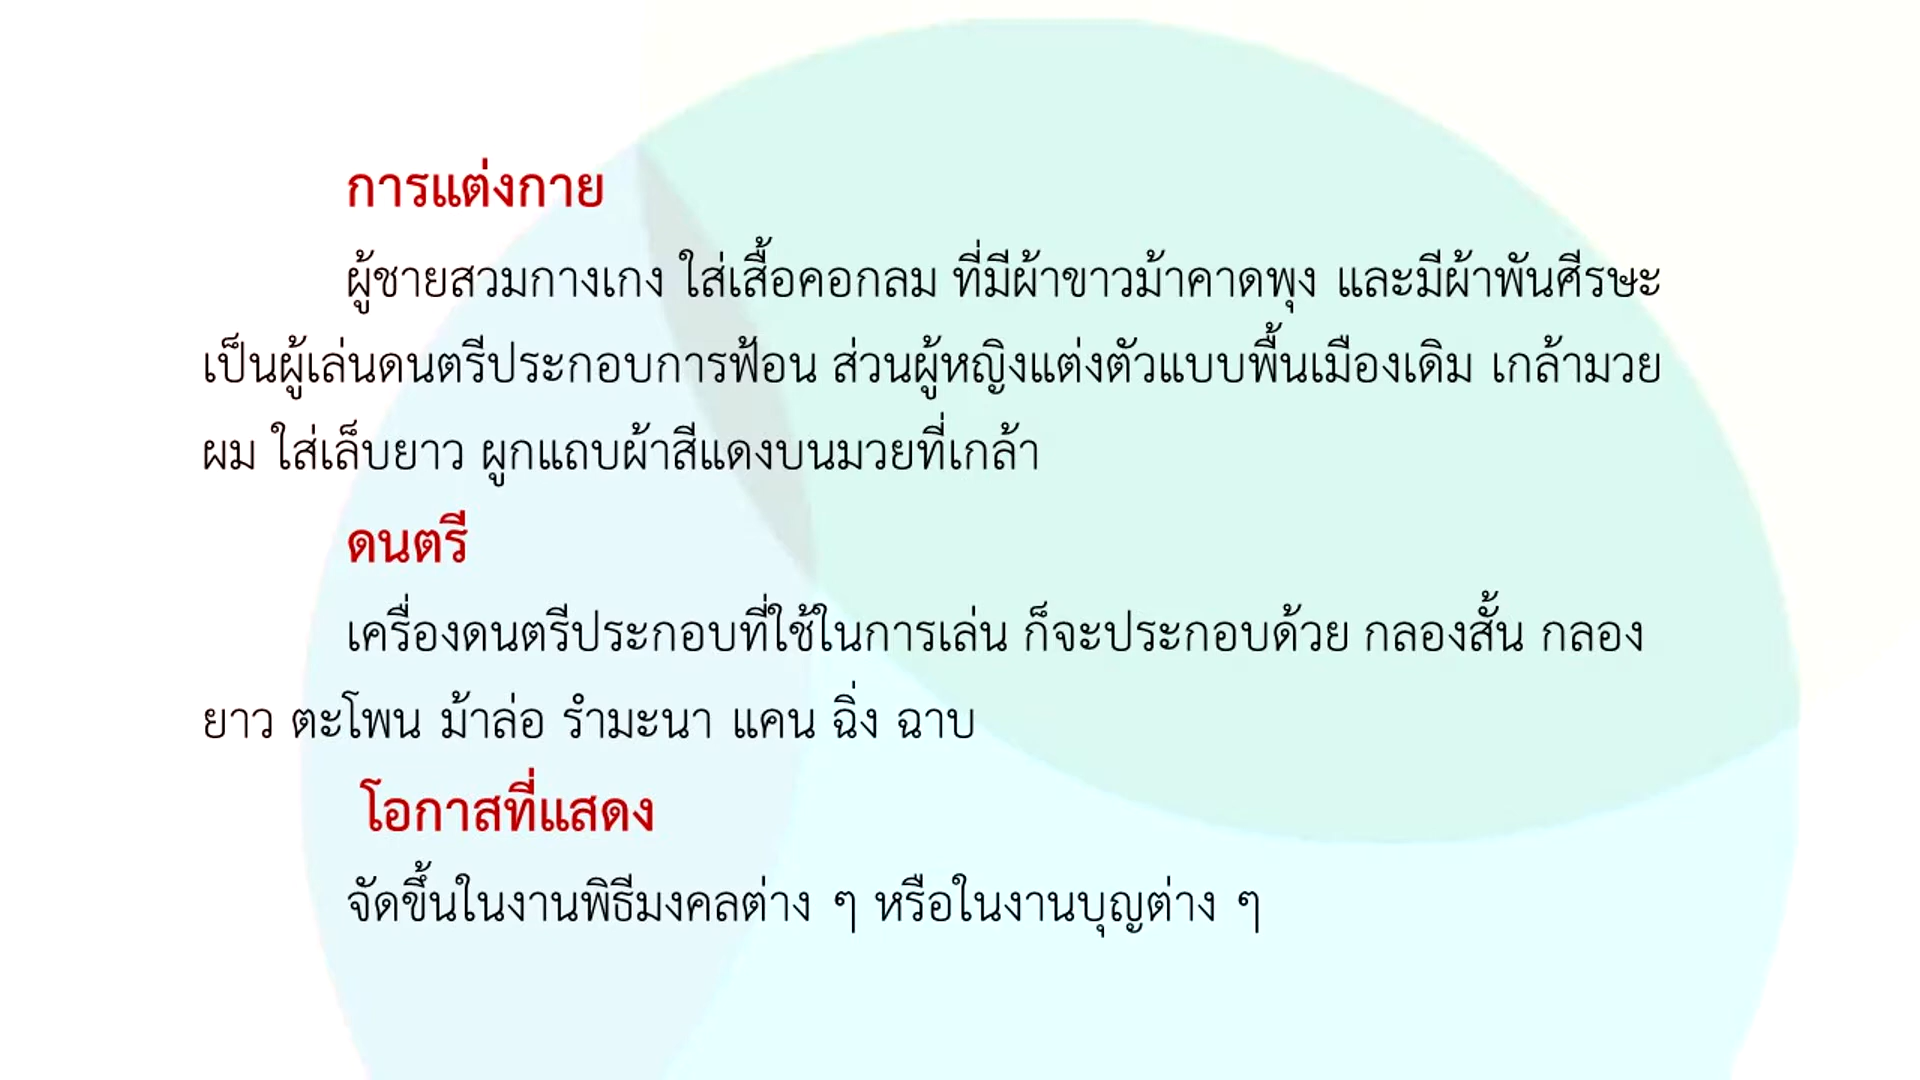 การแต่งกาย
ผู้ชายสวมกางเกง ใส่เสื้อคอกลม ที่มีผ้าขาวม้าคาดพุง และมีผ้าพันศีรษะ
เป็นผู้เล่นดนตรีประกอบการฟ้อน ส่วนผู้หญิงแต่งตัวแบบพื้นเมืองเดิม เกล้ามวย
ผม ใส่เล็บยาว ผูกแถบผ้าสีแดงบนมวยที่เกล้า
ดนตรี
เครื่องดนตรีประกอบที่ใช้ในการเล่น ก็จะประกอบด้วย กลองสั้น กลอง
ยาว ตะโพน ม้าล่อ รำมะนา แคน ฉิ่ง ฉาบ
โอกาสที่แสดง
จัดขึ้นในงานพิธีมงคลต่าง ๆ หรือในงานบุญต่าง ๆ